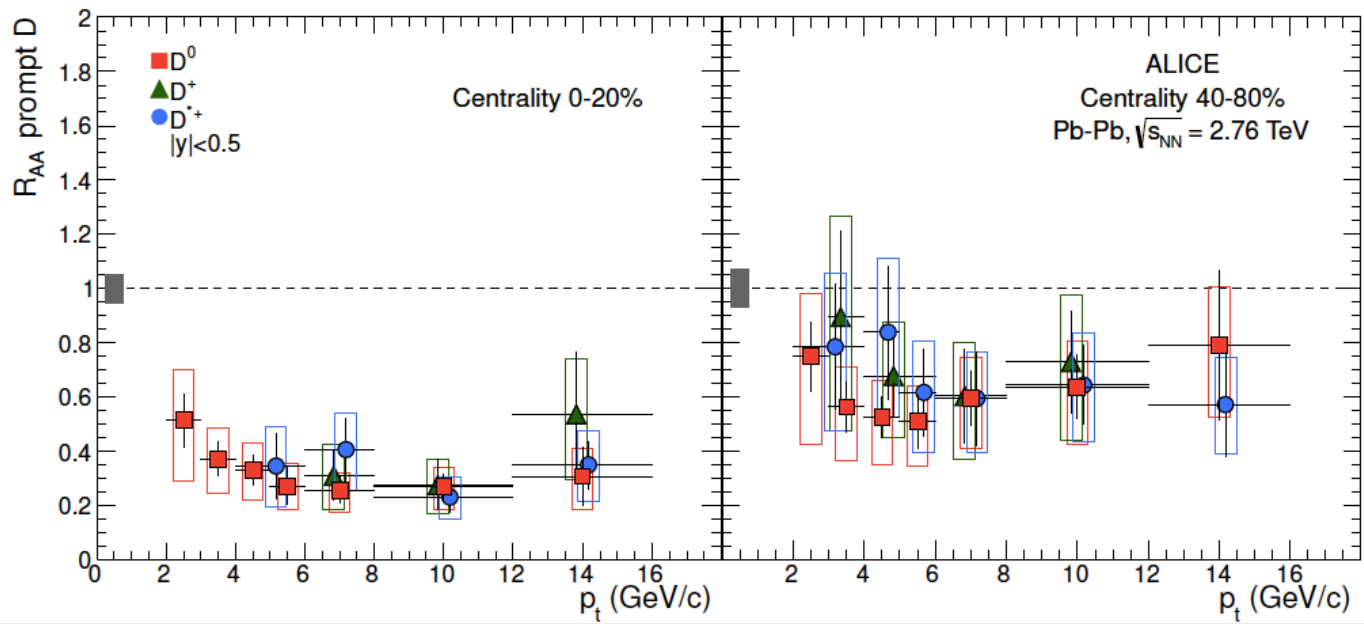 R_AA prompt D
2
1.8
1.6
1.4
1.2
1
0.8
0.6
0.4
0.2
0
D^0
D^+
D^*+
|y|<0.5
Centrality 0-20%
0 2 4 6 8 10 12 14 16
p_t (GeV/c)
ALICE
Centrality 40-80%
Pb-Pb, √s_NN = 2.76 TeV
2 4 6 8 10 12 14 16
p_t (GeV/c)